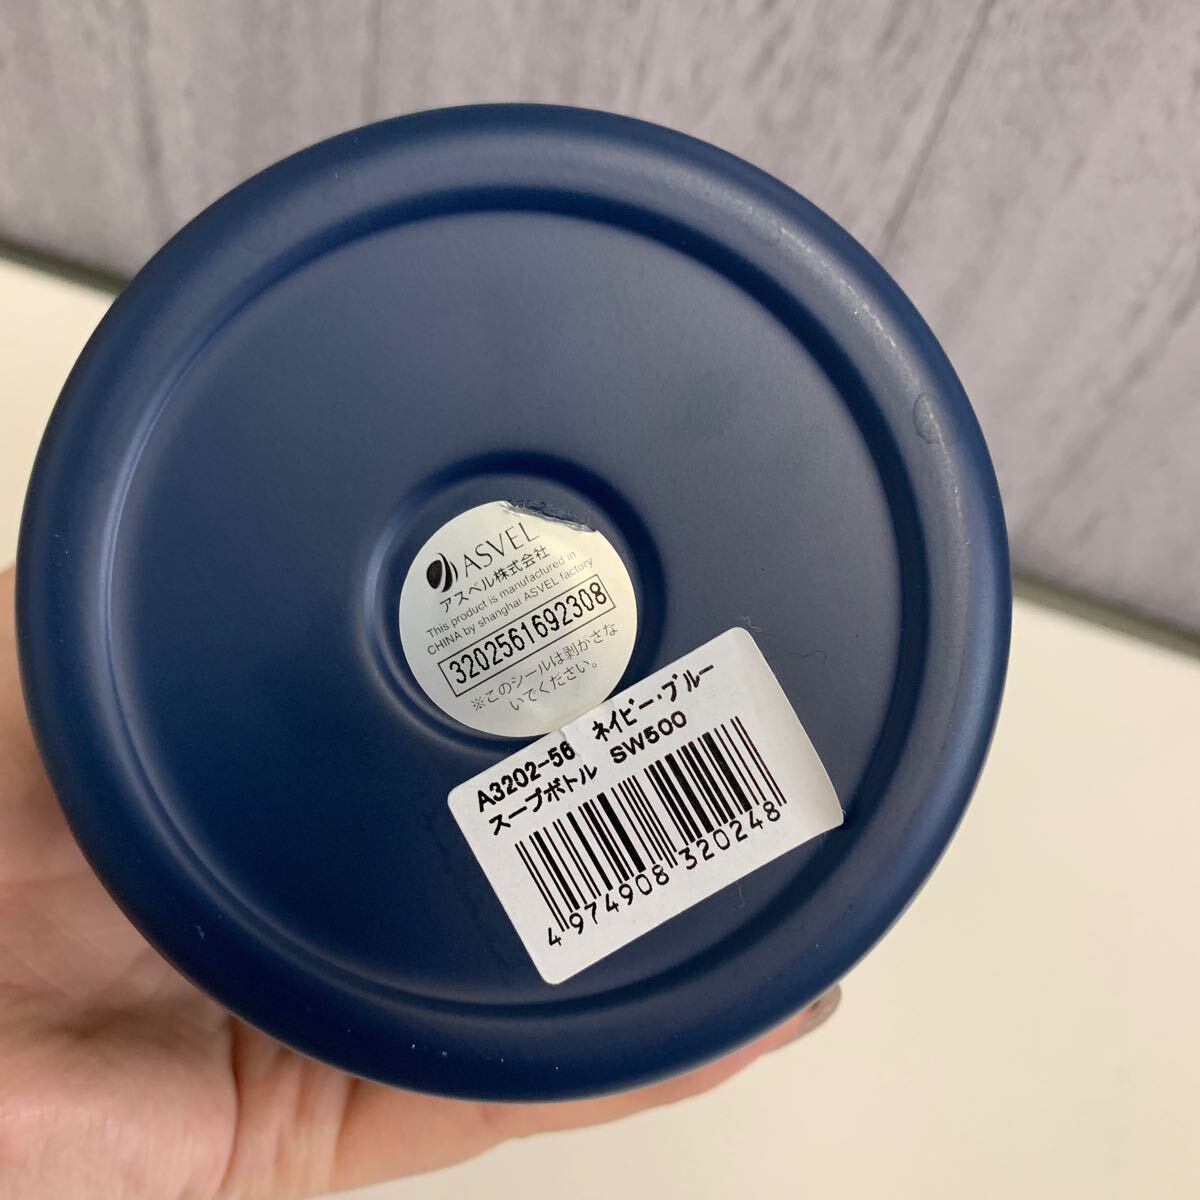 ASVEL
アスベル株式会社
This product is manufactured in
CHINA by shanghai ASVEL factory
3202561692308
※このシールは剥がさな
いでください。
A3202-56 ネイビー・ブルー
スープボトル SW500
4974908320248